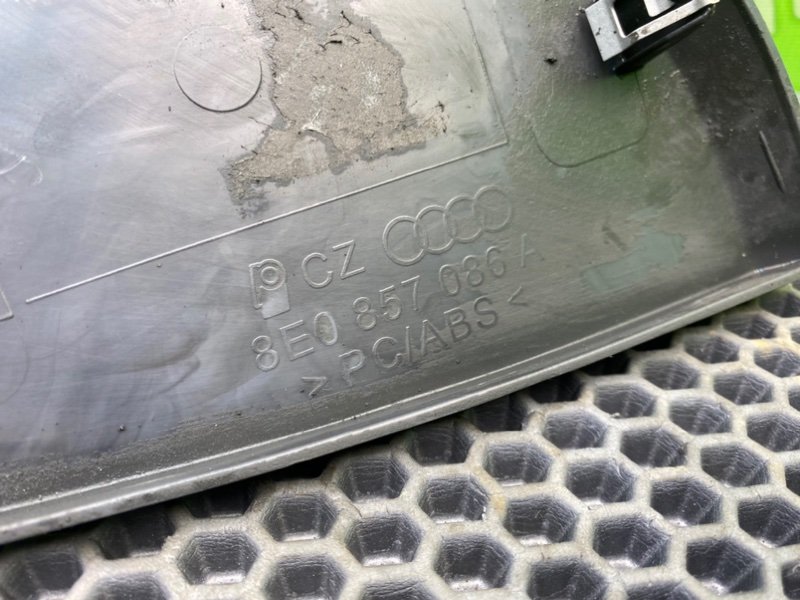 p CZ
8E0 857 086 A
> PC/ABS <